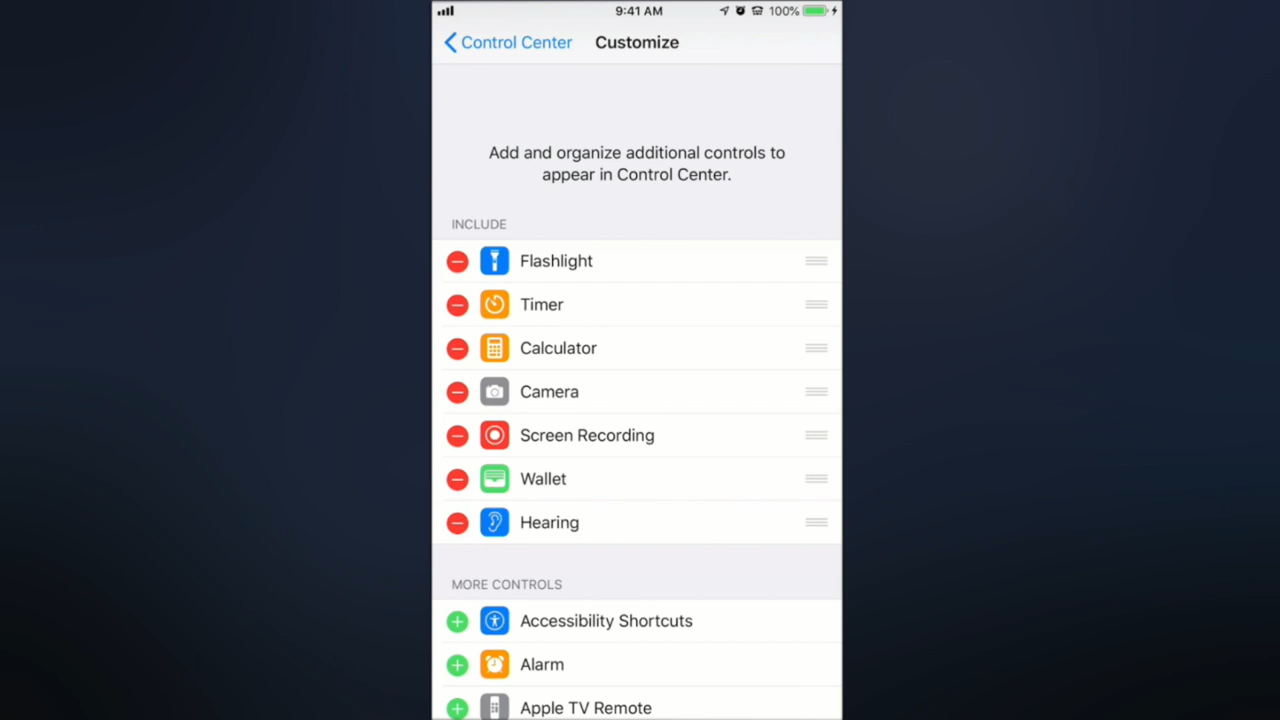 9:41 AM 100%
Control Center Customize
Add and organize additional controls to
appear in Control Center.
INCLUDE
Flashlight
Timer
Calculator
Camera
Screen Recording
Wallet
Hearing
MORE CONTROLS
Accessibility Shortcuts
Alarm
Apple TV Remote